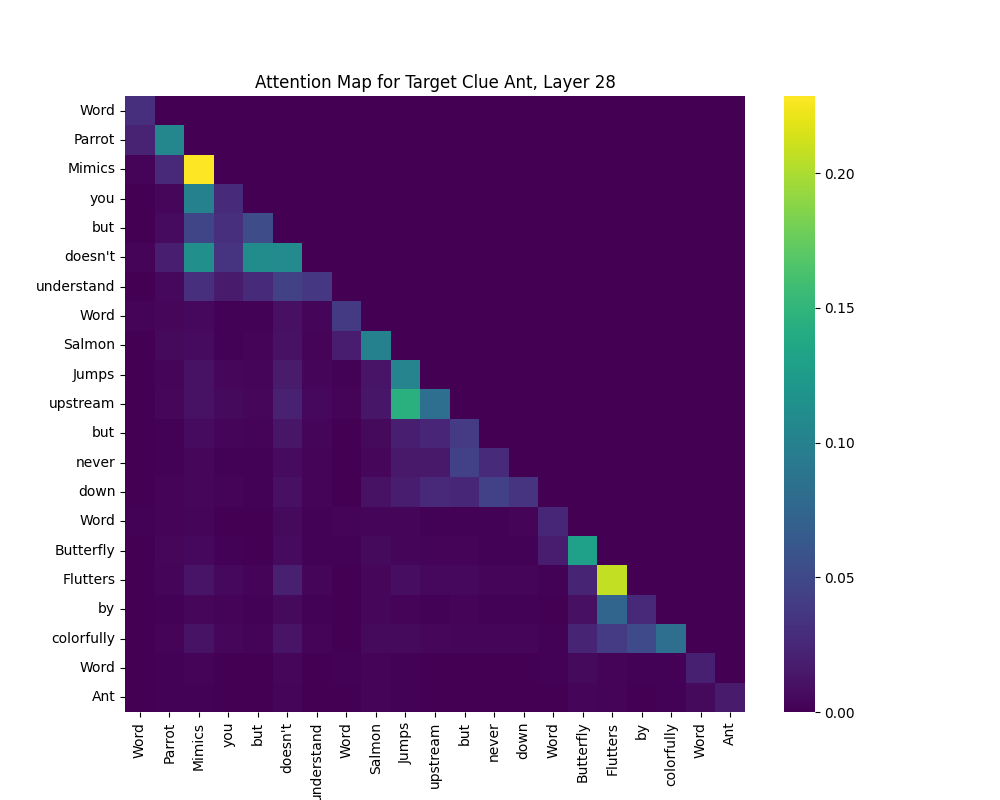 Attention Map for Target Clue Ant, Layer 28
Word
Parrot
Mimics
you
but
doesn't
understand
Word
Salmon
Jumps
upstream
but
never
down
Word
Butterfly
Flutters
by
colorfully
Word
Ant
Word
Parrot
Mimics
you
but
doesn't
understand
Word
Salmon
Jumps
upstream
but
never
down
Word
Butterfly
Flutters
by
colorfully
Word
Ant
0.20
0.15
0.10
0.05
0.00